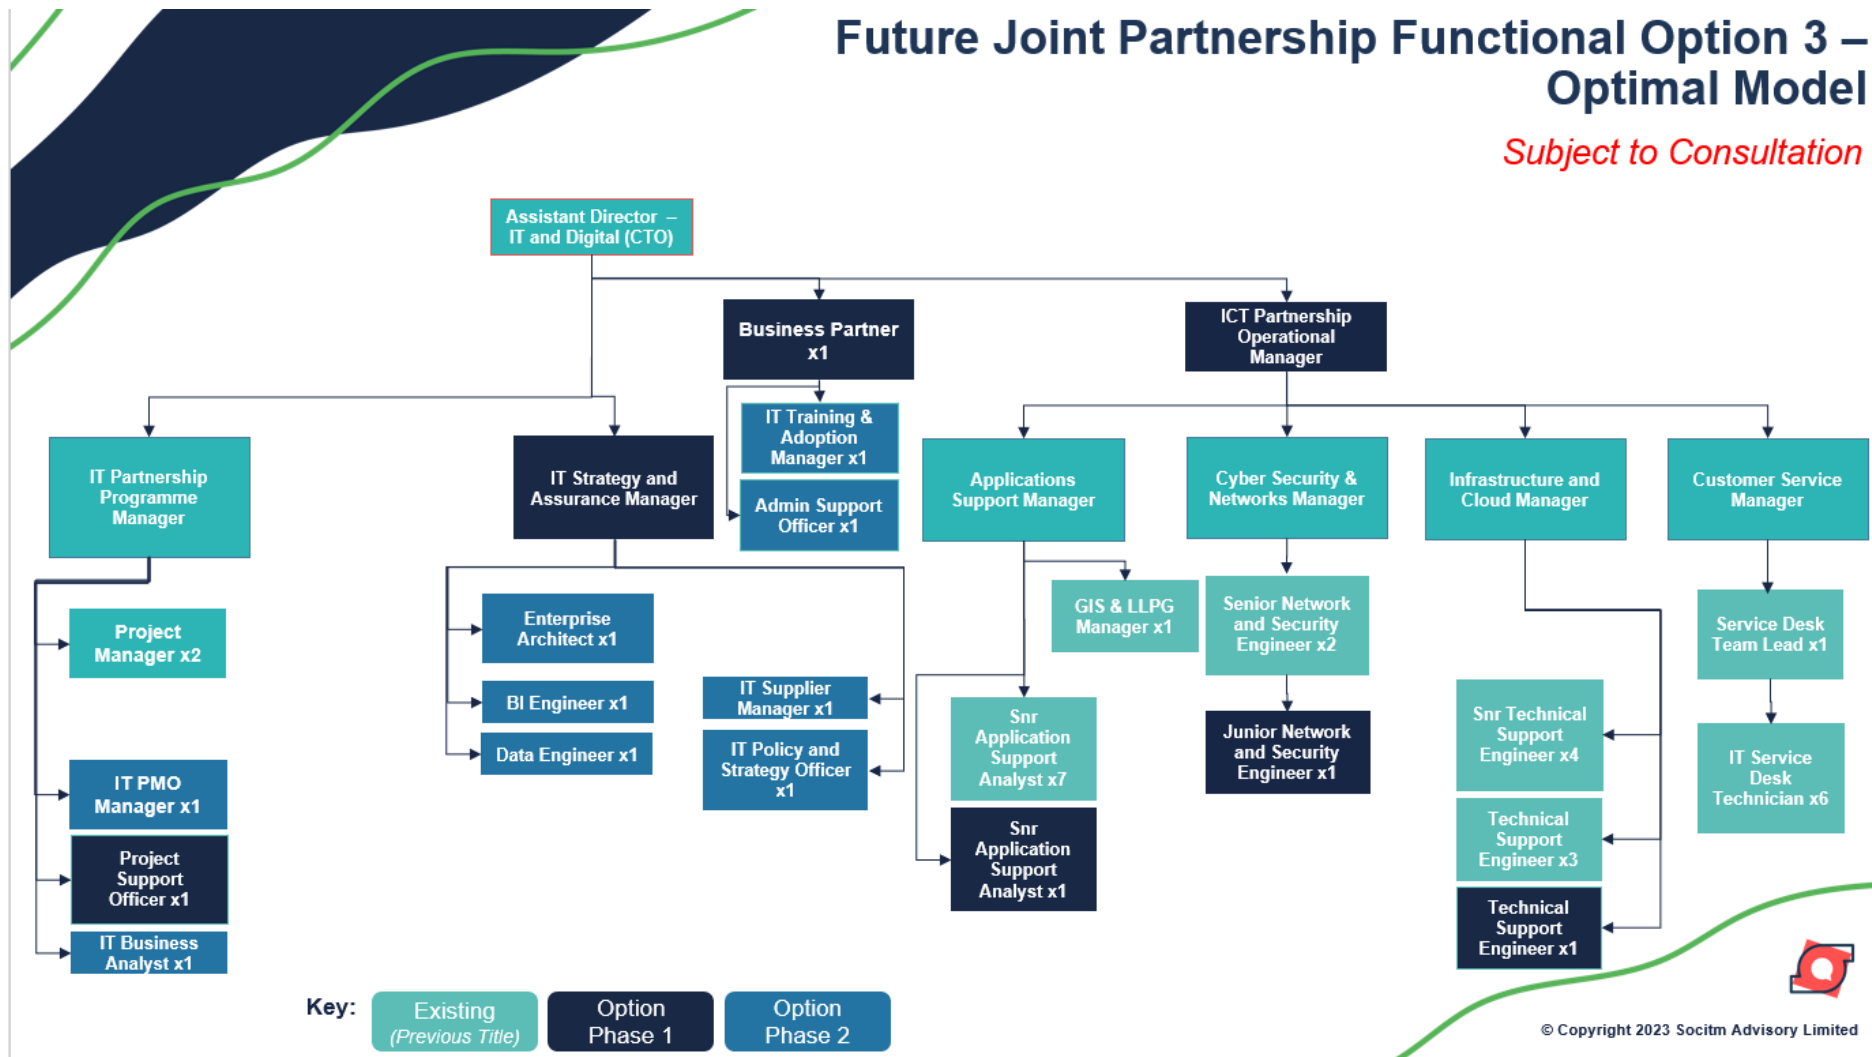 Future Joint Partnership Functional Option 3 –
Optimal Model
Subject to Consultation
Assistant Director –
IT and Digital (CTO)
Business Partner
x1
ICT Partnership
Operational
Manager
IT Training &
Adoption
Manager x1
Admin Support
Officer x1
IT Partnership
Programme
Manager
IT Strategy and
Assurance Manager
Applications
Support Manager
Cyber Security &
Networks Manager
Infrastructure and
Cloud Manager
Customer Service
Manager
Project
Manager x2
IT PMO
Manager x1
Project
Support
Officer x1
IT Business
Analyst x1
Enterprise
Architect x1
BI Engineer x1
Data Engineer x1
IT Supplier
Manager x1
IT Policy and
Strategy Officer
x1
GIS & LLPG
Manager x1
Snr
Application
Support
Analyst x7
Snr
Application
Support
Analyst x1
Senior Network
and Security
Engineer x2
Junior Network
and Security
Engineer x1
Snr Technical
Support
Engineer x4
Technical
Support
Engineer x3
Technical
Support
Engineer x1
Service Desk
Team Lead x1
IT Service
Desk
Technician x6
Key:
Existing
(Previous Title)
Option
Phase 1
Option
Phase 2
© Copyright 2023 Socitm Advisory Limited